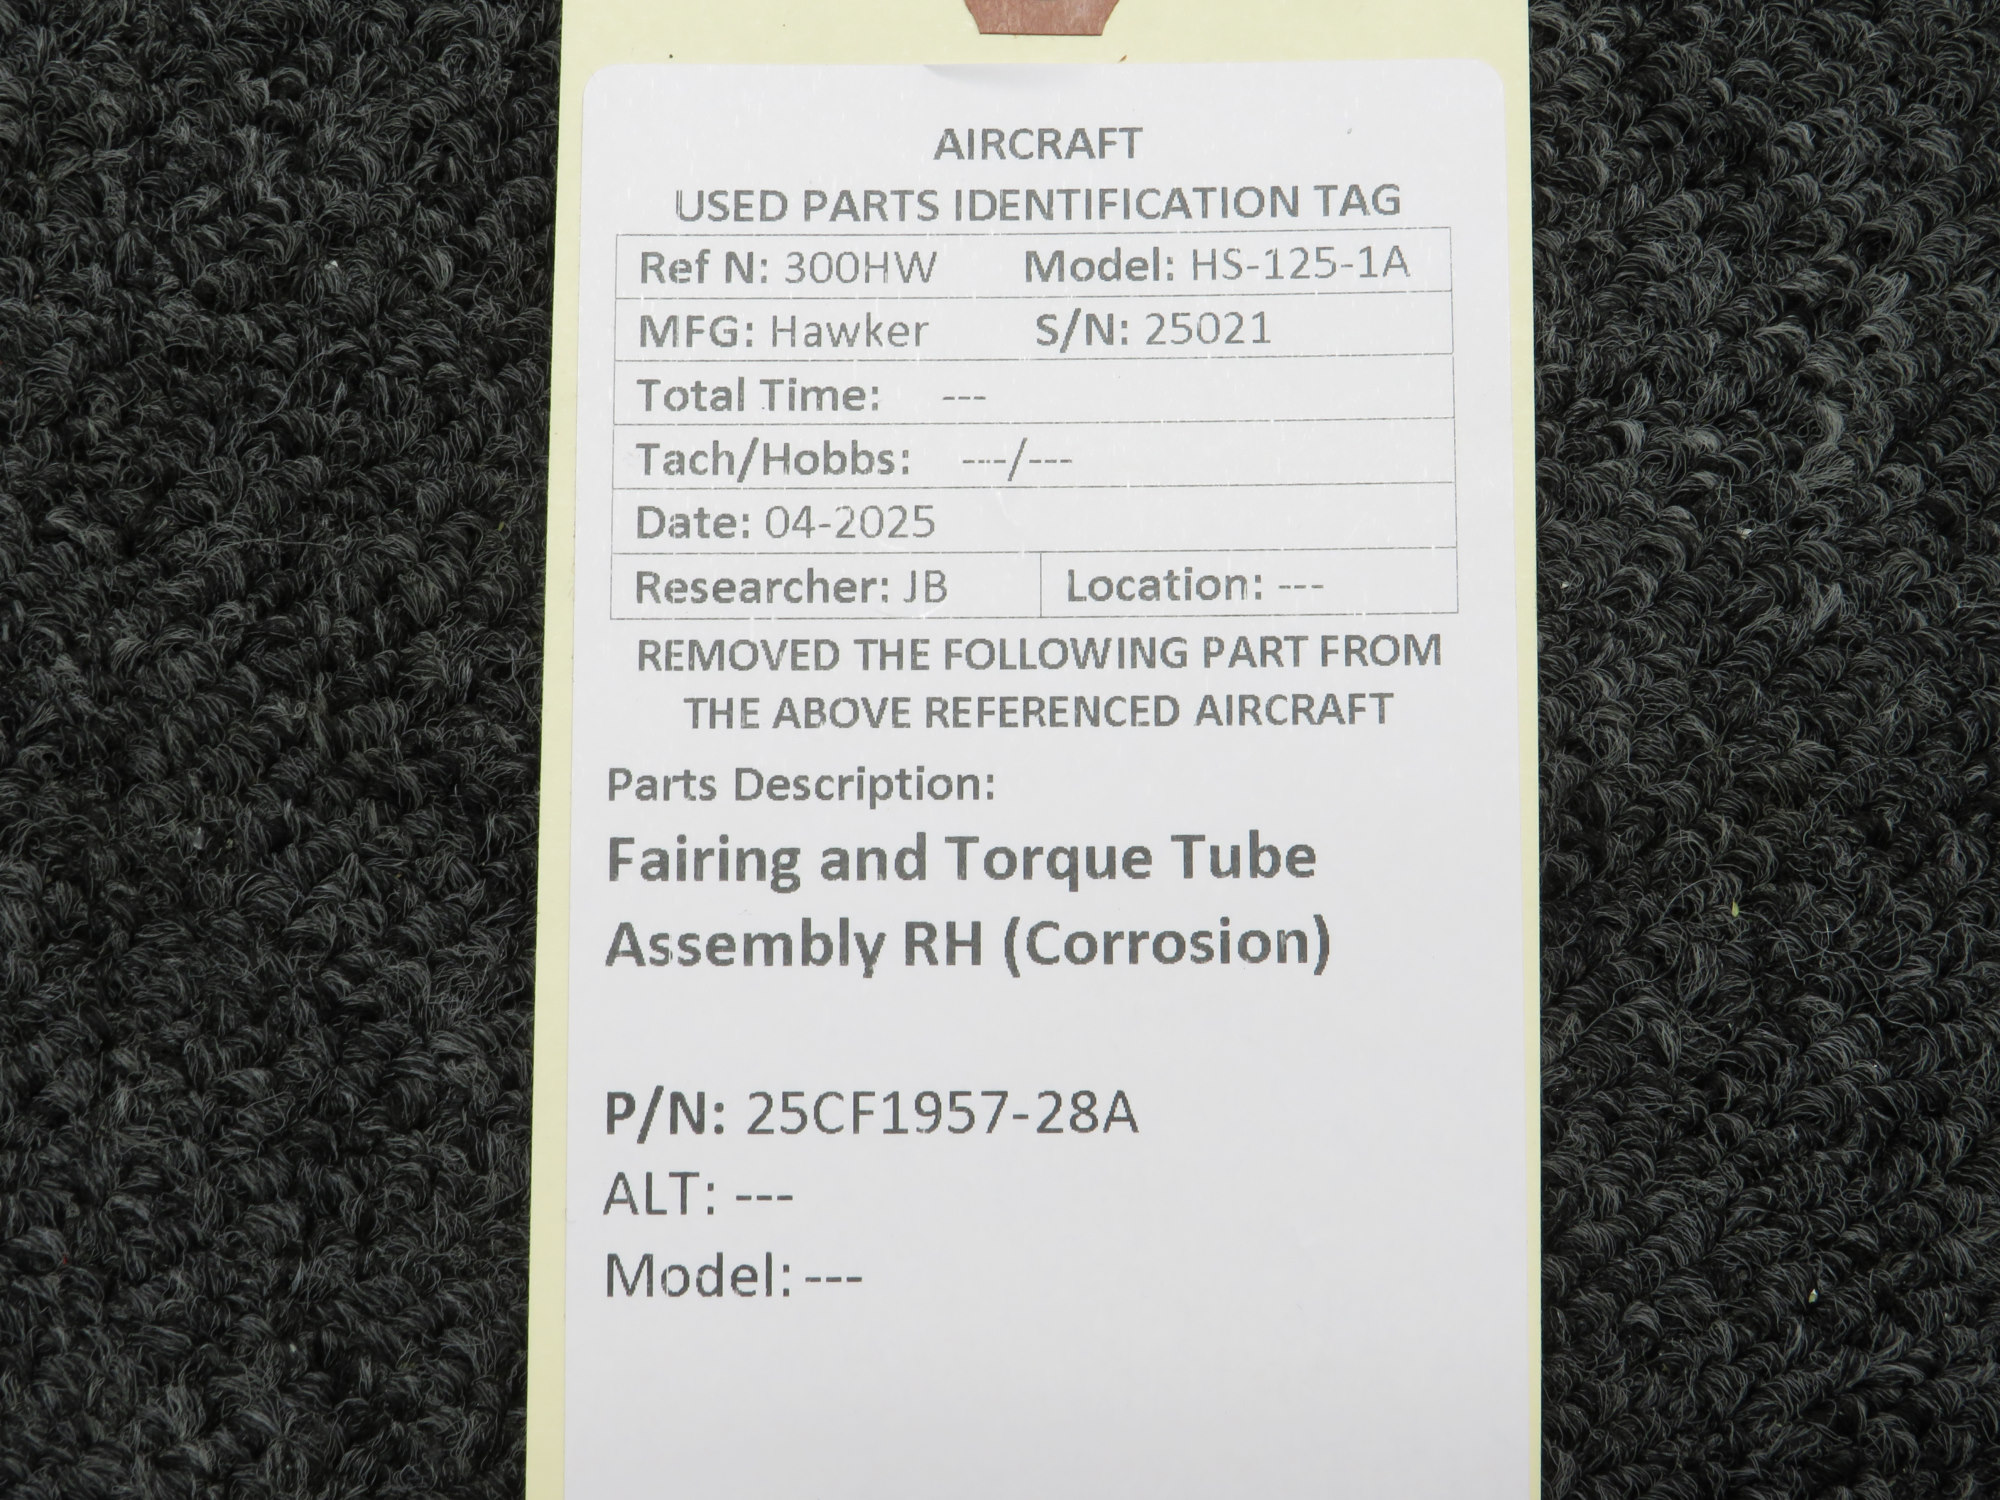 AIRCRAFT
USED PARTS IDENTIFICATION TAG
Ref N: 300HW Model: HS-125-1A
MFG: Hawker S/N: 25021
Total Time: ---
Tach/Hobbs: ---/---
Date: 04-2025
Researcher: JB Location: ---
REMOVED THE FOLLOWING PART FROM
THE ABOVE REFERENCED AIRCRAFT
Parts Description:
Fairing and Torque Tube
Assembly RH (Corrosion)
P/N: 25CF1957-28A
ALT: ---
Model: ---